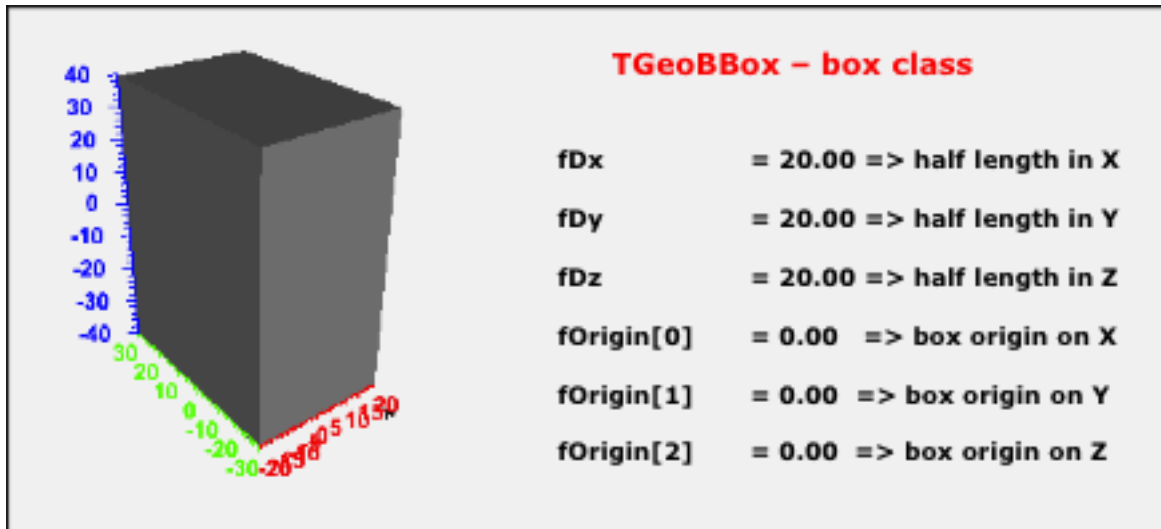 TGeoBBox – box class
40
30
20
10
0
-10
-20
-30
-40
30
20
10
0
-10
-20
-30
-20
5
20
fDx = 20.00 => half length in X
fDy = 20.00 => half length in Y
fDz = 20.00 => half length in Z
fOrigin[0] = 0.00 => box origin on X
fOrigin[1] = 0.00 => box origin on Y
fOrigin[2] = 0.00 => box origin on Z